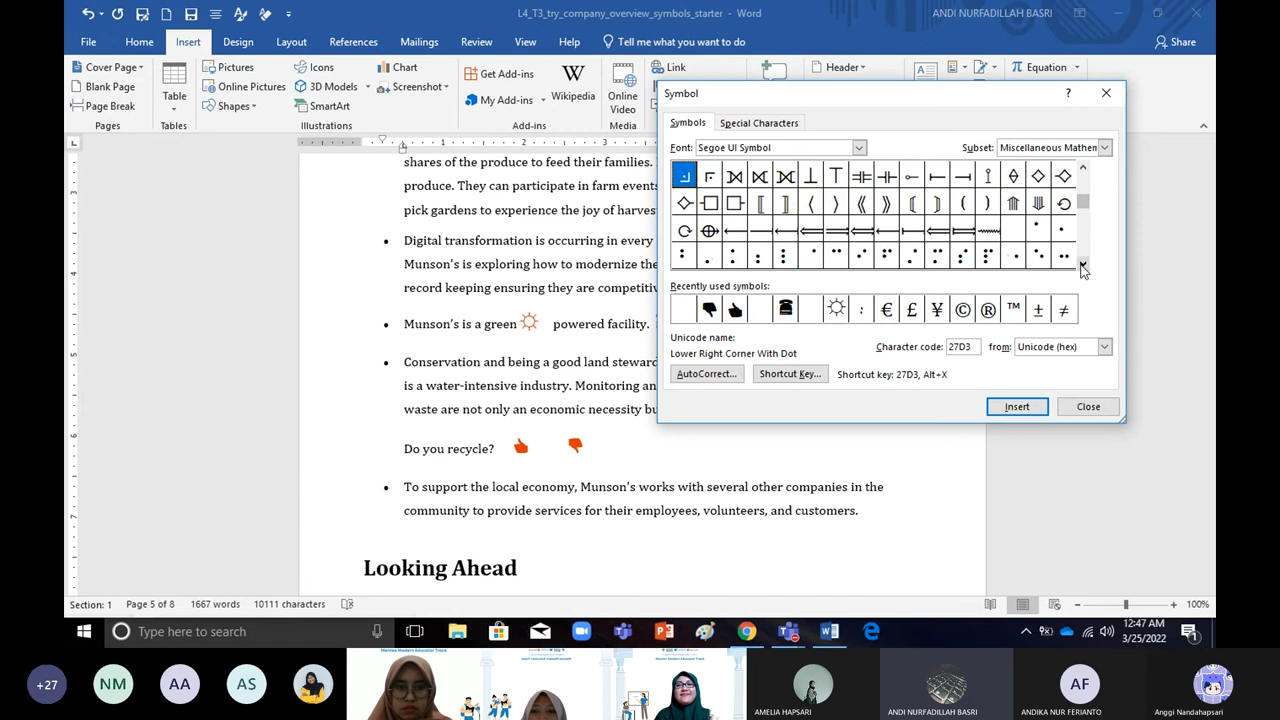 L4_T3_try_company_overview_symbols_starter - Word
ANDI NURFADILLAH BASRI
File Home Insert Design Layout References Mailings Review View Help Tell me what you want to do Share
Cover Page
Blank Page
Page Break
Pages
Table
Tables
Pictures
Online Pictures
Shapes
Icons
3D Models
SmartArt
Chart
Screenshot
Illustrations
Get Add-ins
My Add-ins
Wikipedia
Add-ins
Online
Video
Media
Link
Header
Equation
Symbol
Symbols Special Characters
Font: Segoe UI Symbol Subset: Miscellaneous Mathem
Recently used symbols:
€ £ ¥ © ® ™ ± ≠
Unicode name:
Lower Right Corner With Dot
Character code: 27D3 from: Unicode (hex)
AutoCorrect... Shortcut Key... Shortcut key: 27D3, Alt+X
Insert Close
shares of the produce to feed their families.
produce. They can participate in farm events
pick gardens to experience the joy of harves
• Digital transformation is occurring in every
Munson's is exploring how to modernize the
record keeping ensuring they are competitiv
• Munson's is a green powered facility.
• Conservation and being a good land steward
is a water-intensive industry. Monitoring an
waste are not only an economic necessity bu
Do you recycle?
• To support the local economy, Munson's works with several other companies in the
community to provide services for their employees, volunteers, and customers.
Looking Ahead
Section: 1 Page 5 of 8 1667 words 10111 characters 100%
Type here to search
12:47 AM
3/25/2022
+27 NM AA AS AF
AMELIA HAPSARI
ANDI NURFADILLAH BASRI
ANDIKA NUR FERIANTO
Anggi Nandahapsari